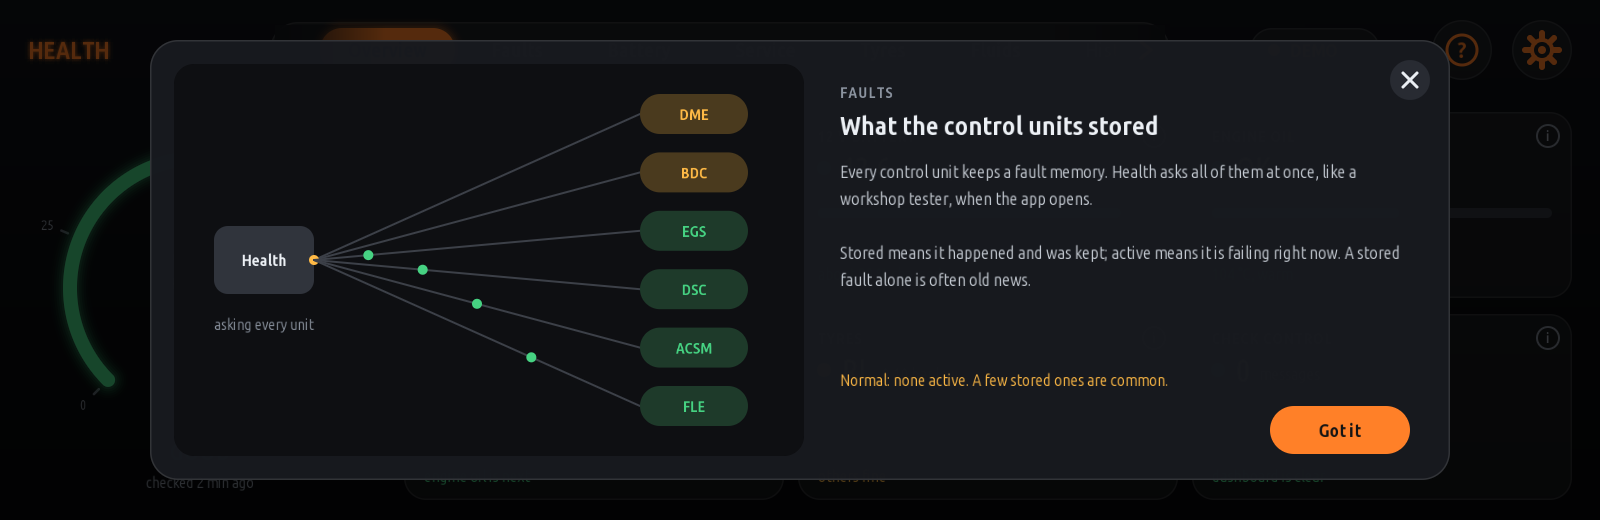 HEALTH
?
FAULTS
What the control units stored
Every control unit keeps a fault memory. Health asks all of them at once, like a
workshop tester, when the app opens.
Stored means it happened and was kept; active means it is failing right now. A stored
fault alone is often old news.
Normal: none active. A few stored ones are common.
Got it
DME
BDC
EGS
DSC
ACSM
FLE
Health
asking every unit
25
0
checked 2 min ago
i
i